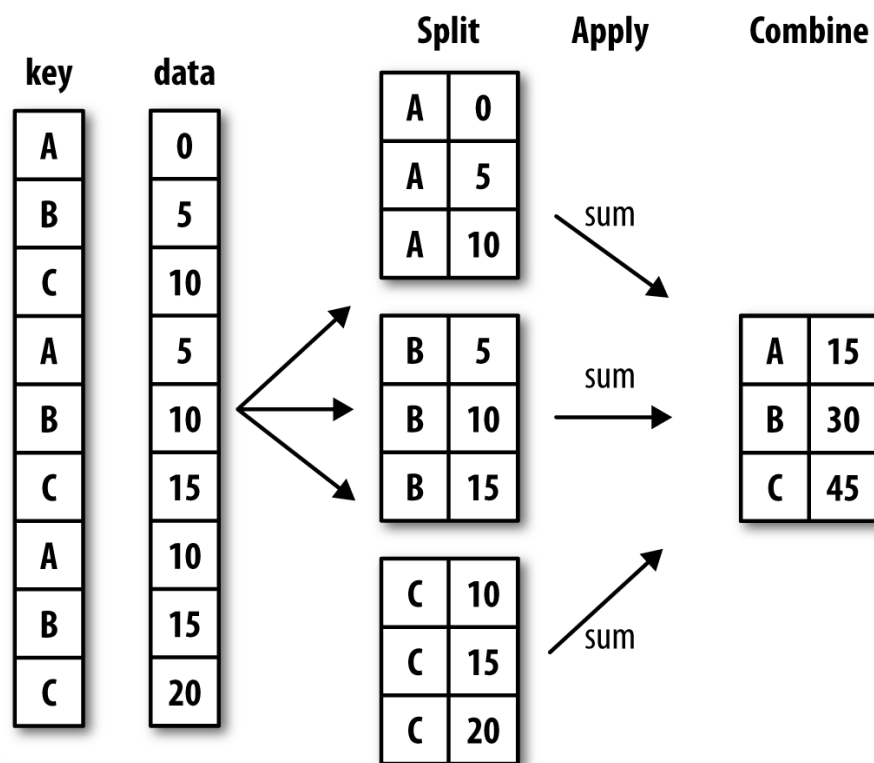 Split Apply Combine
key data
A 0
B 5
C 10
A 5
B 10
C 15
A 10
B 15
C 20
A 0
A 5
A 10
B 5
B 10
B 15
C 10
C 15
C 20
sum
sum
sum
A 15
B 30
C 45